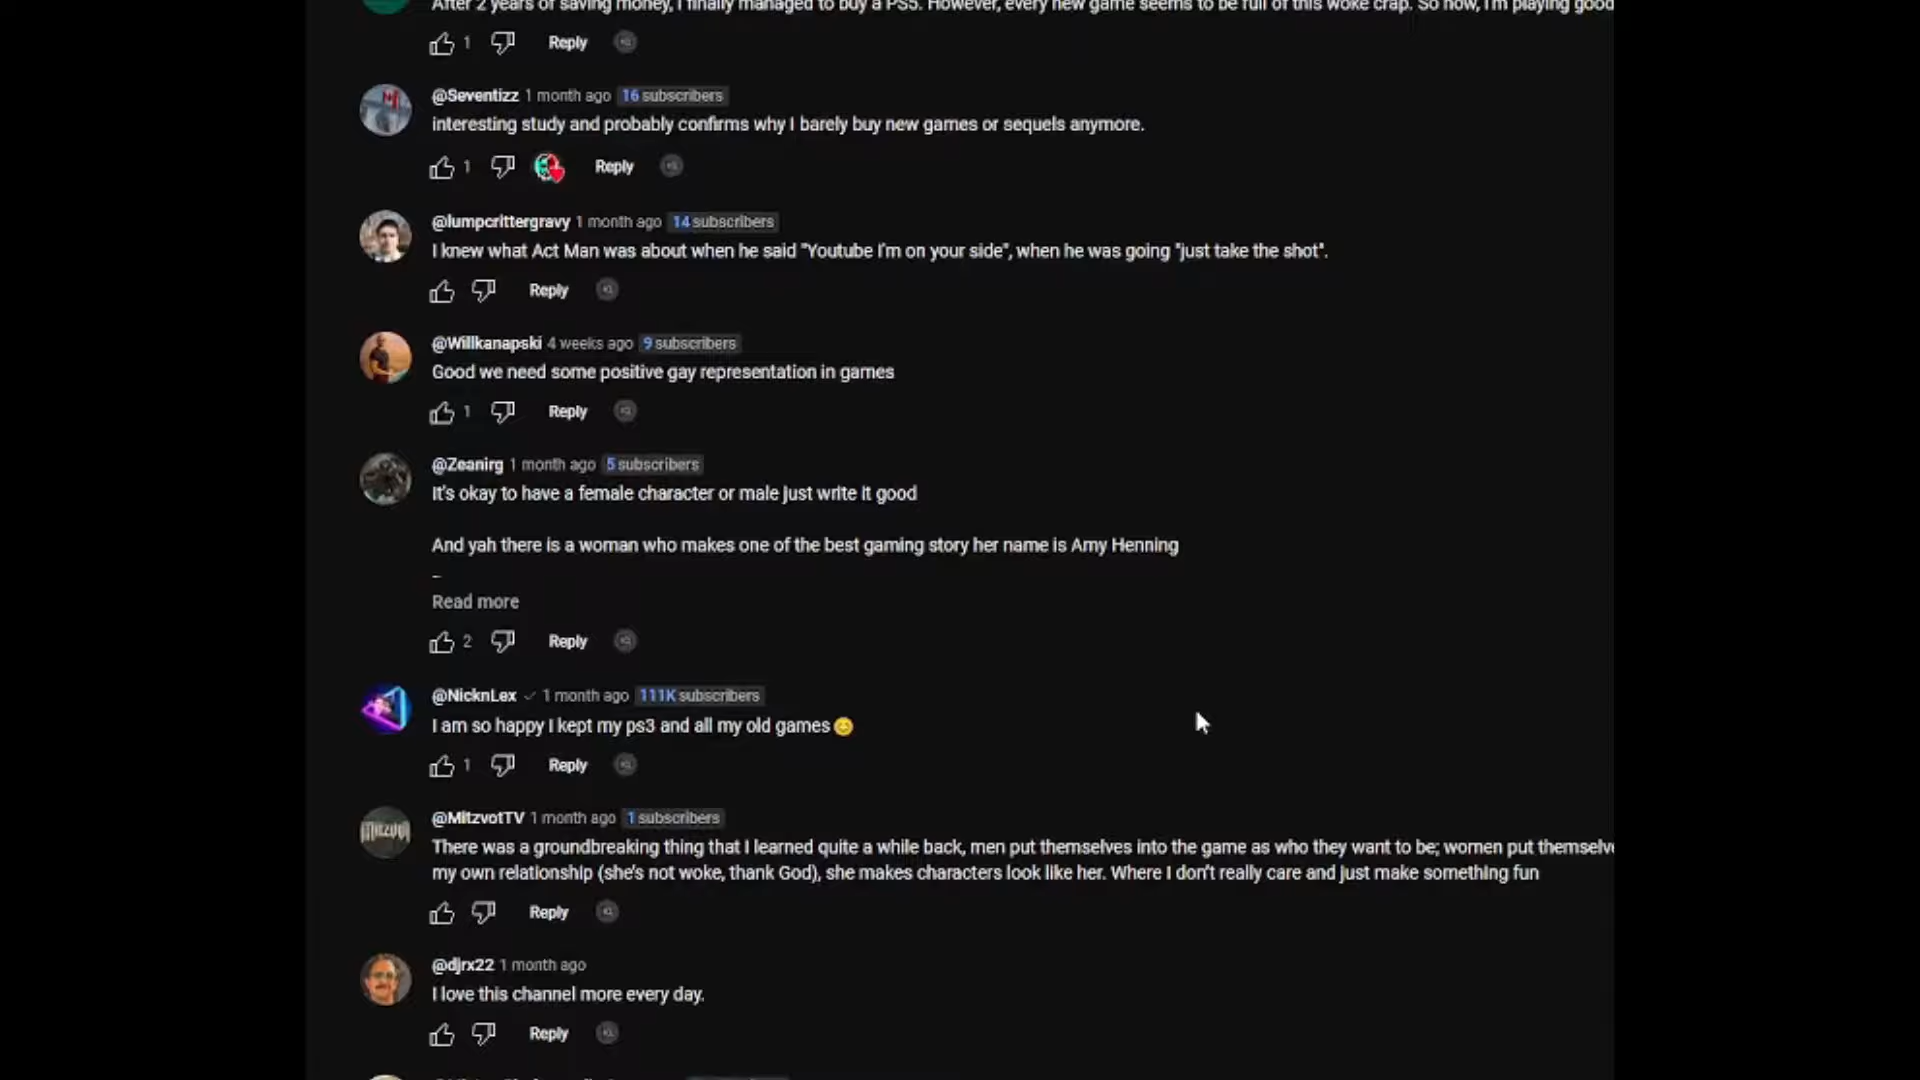 After 2 years of saving money, I finally managed to buy a PS5. However, every new game seems to be full of this woke crap. So now, I'm playing good
1 Reply
@Seventizz 1 month ago 16 subscribers
interesting study and probably confirms why I barely buy new games or sequels anymore.
1 Reply
@lumpcrittergravy 1 month ago 14 subscribers
I knew what Act Man was about when he said "Youtube I'm on your side", when he was going "just take the shot".
Reply
@Willkanapski 4 weeks ago 9 subscribers
Good we need some positive gay representation in games
1 Reply
@Zeanirg 1 month ago 5 subscribers
It's okay to have a female character or male just write it good
And yah there is a woman who makes one of the best gaming story her name is Amy Henning
_
Read more
2 Reply
@NicknLex 1 month ago 111K subscribers
I am so happy I kept my ps3 and all my old games 😊
1 Reply
MITZVOT
@MitzvotTV 1 month ago 1 subscribers
There was a groundbreaking thing that I learned quite a while back, men put themselves into the game as who they want to be; women put themselve
my own relationship (she's not woke, thank God), she makes characters look like her. Where I don't really care and just make something fun
Reply
@djrx22 1 month ago
I love this channel more every day.
Reply